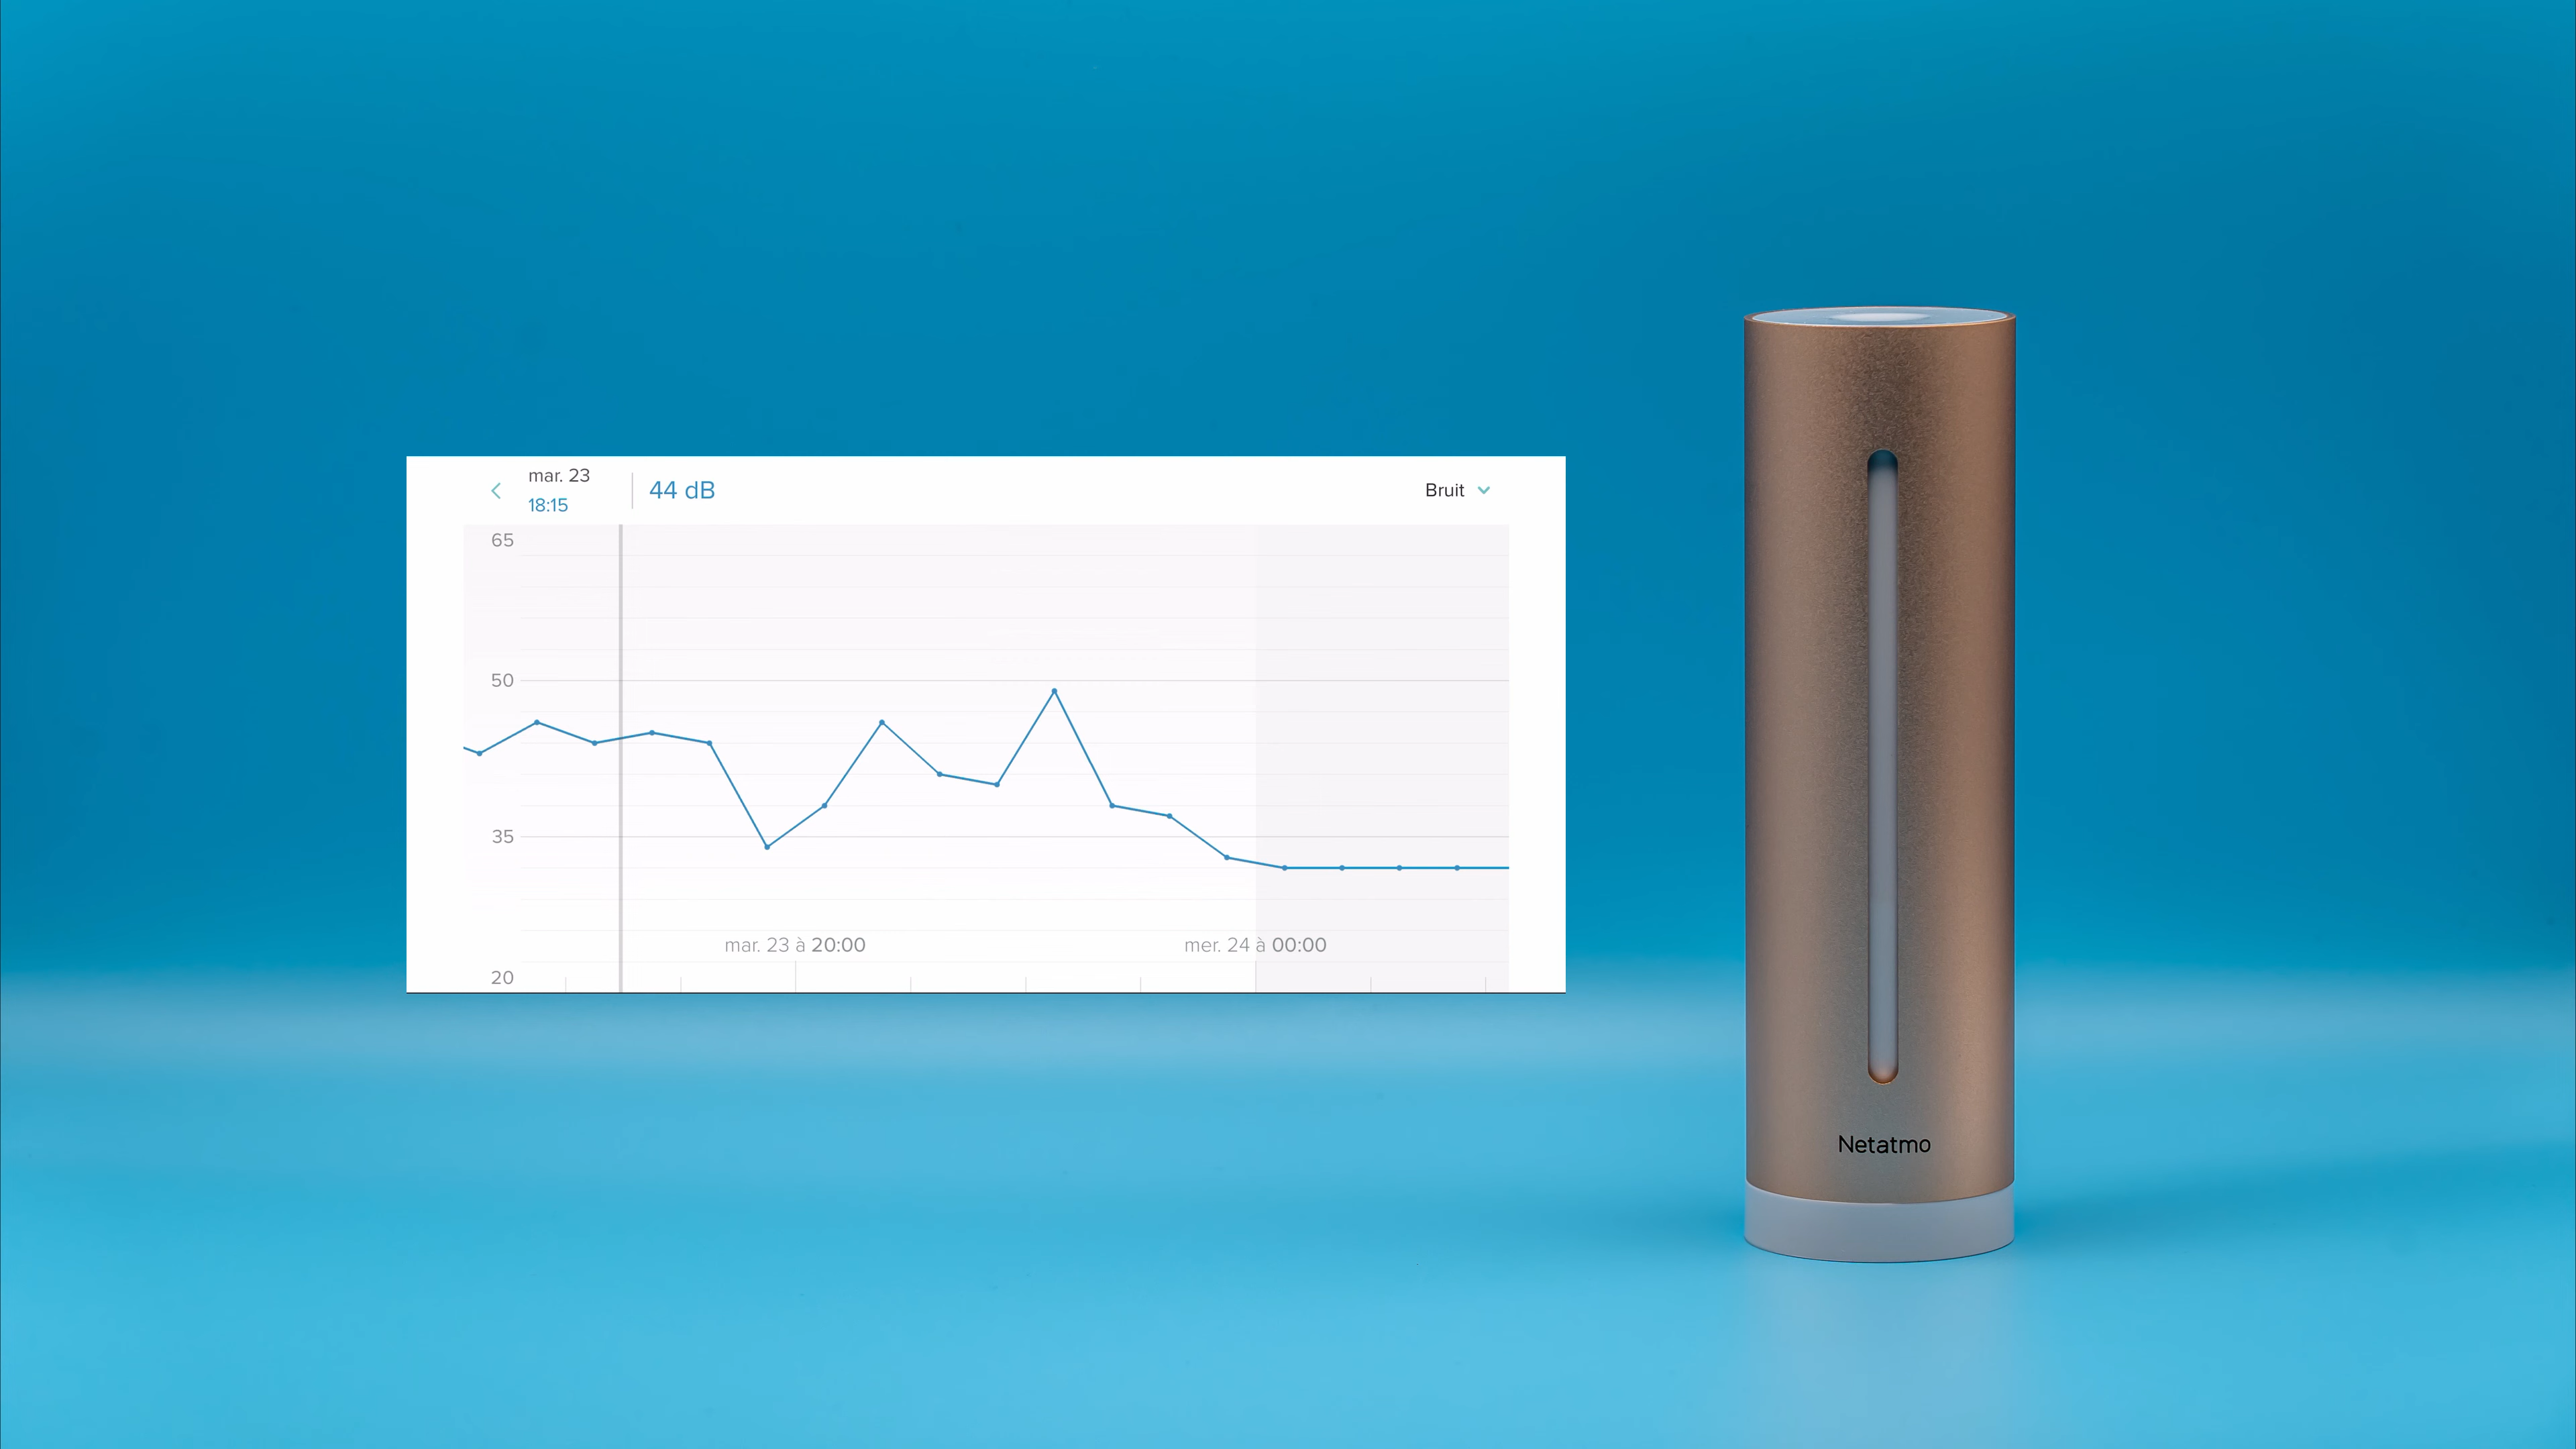 mar. 23
18:15
44 dB
Bruit
65
50
35
mar. 23 à 20:00
mer. 24 à 00:00
20
Netatmo